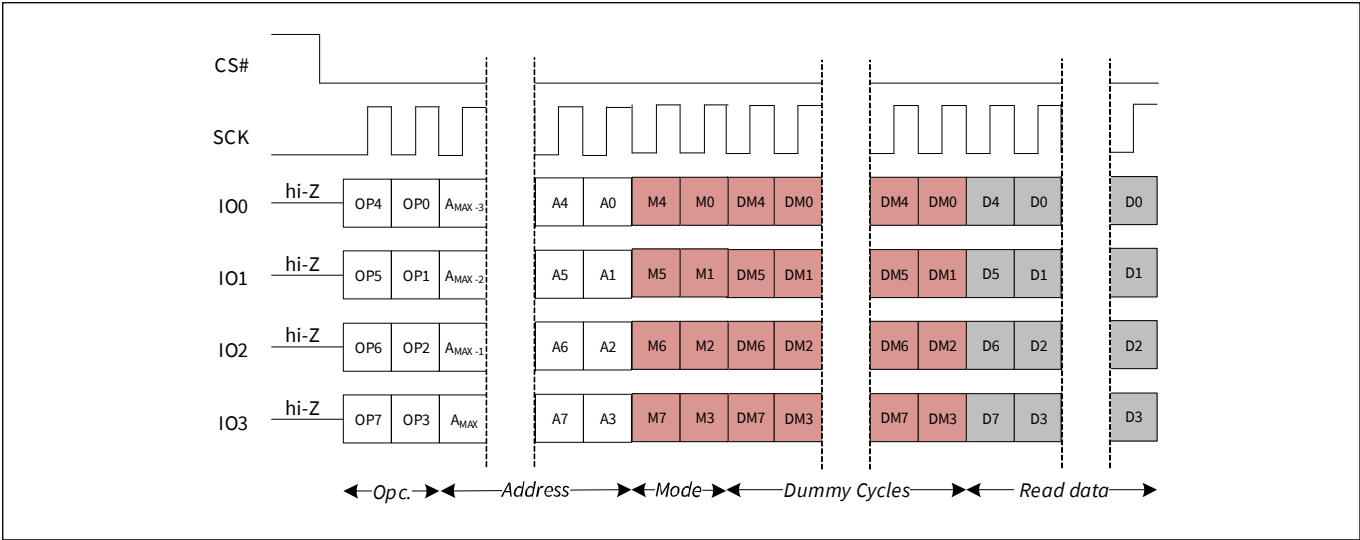 CS#
SCK
hi-Z
IO0 OP4 OP0 AMAX -3 A4 A0 M4 M0 DM4 DM0 DM4 DM0 D4 D0 D0
hi-Z
IO1 OP5 OP1 AMAX -2 A5 A1 M5 M1 DM5 DM1 DM5 DM1 D5 D1 D1
hi-Z
IO2 OP6 OP2 AMAX -1 A6 A2 M6 M2 DM6 DM2 DM6 DM2 D6 D2 D2
hi-Z
IO3 OP7 OP3 AMAX A7 A3 M7 M3 DM7 DM3 DM7 DM3 D7 D3 D3
Opc. Address Mode Dummy Cycles Read data